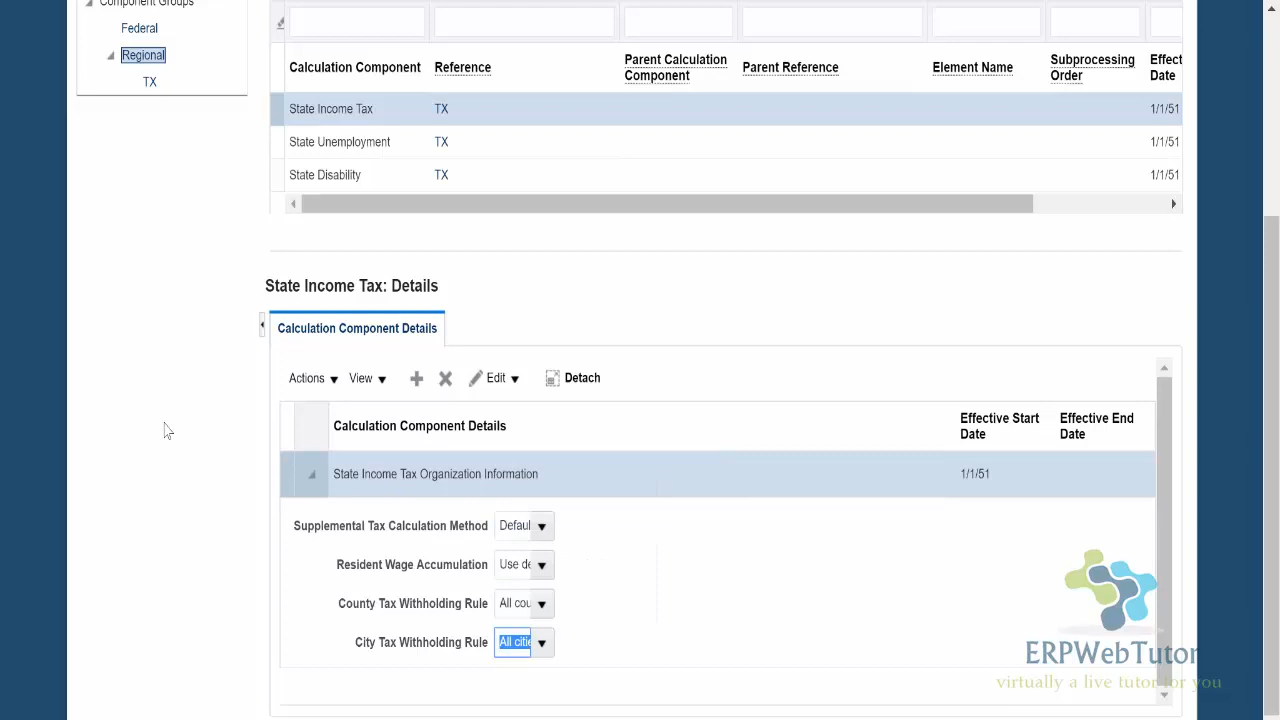 Component Groups
Federal
Regional
TX
Calculation Component Reference Parent Calculation Component Parent Reference Element Name Subprocessing Order Effect Date
State Income Tax TX 1/1/51
State Unemployment TX 1/1/51
State Disability TX 1/1/51
State Income Tax: Details
Calculation Component Details
Actions View Edit Detach
Calculation Component Details Effective Start Date Effective End Date
State Income Tax Organization Information 1/1/51
Supplemental Tax Calculation Method Defaul
Resident Wage Accumulation Use de
County Tax Withholding Rule All cou
City Tax Withholding Rule All citie
ERPWebTutor
virtually a live tutor for you